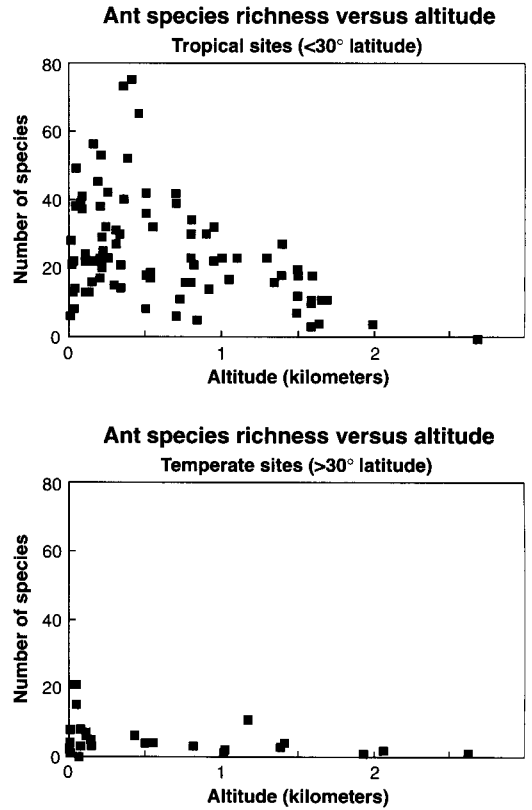 Ant species richness versus altitude
Tropical sites (<30° latitude)
80
60
40
20
0
Number of species
0 1 2
Altitude (kilometers)
Ant species richness versus altitude
Temperate sites (>30° latitude)
80
60
40
20
0
Number of species
0 1 2
Altitude (kilometers)